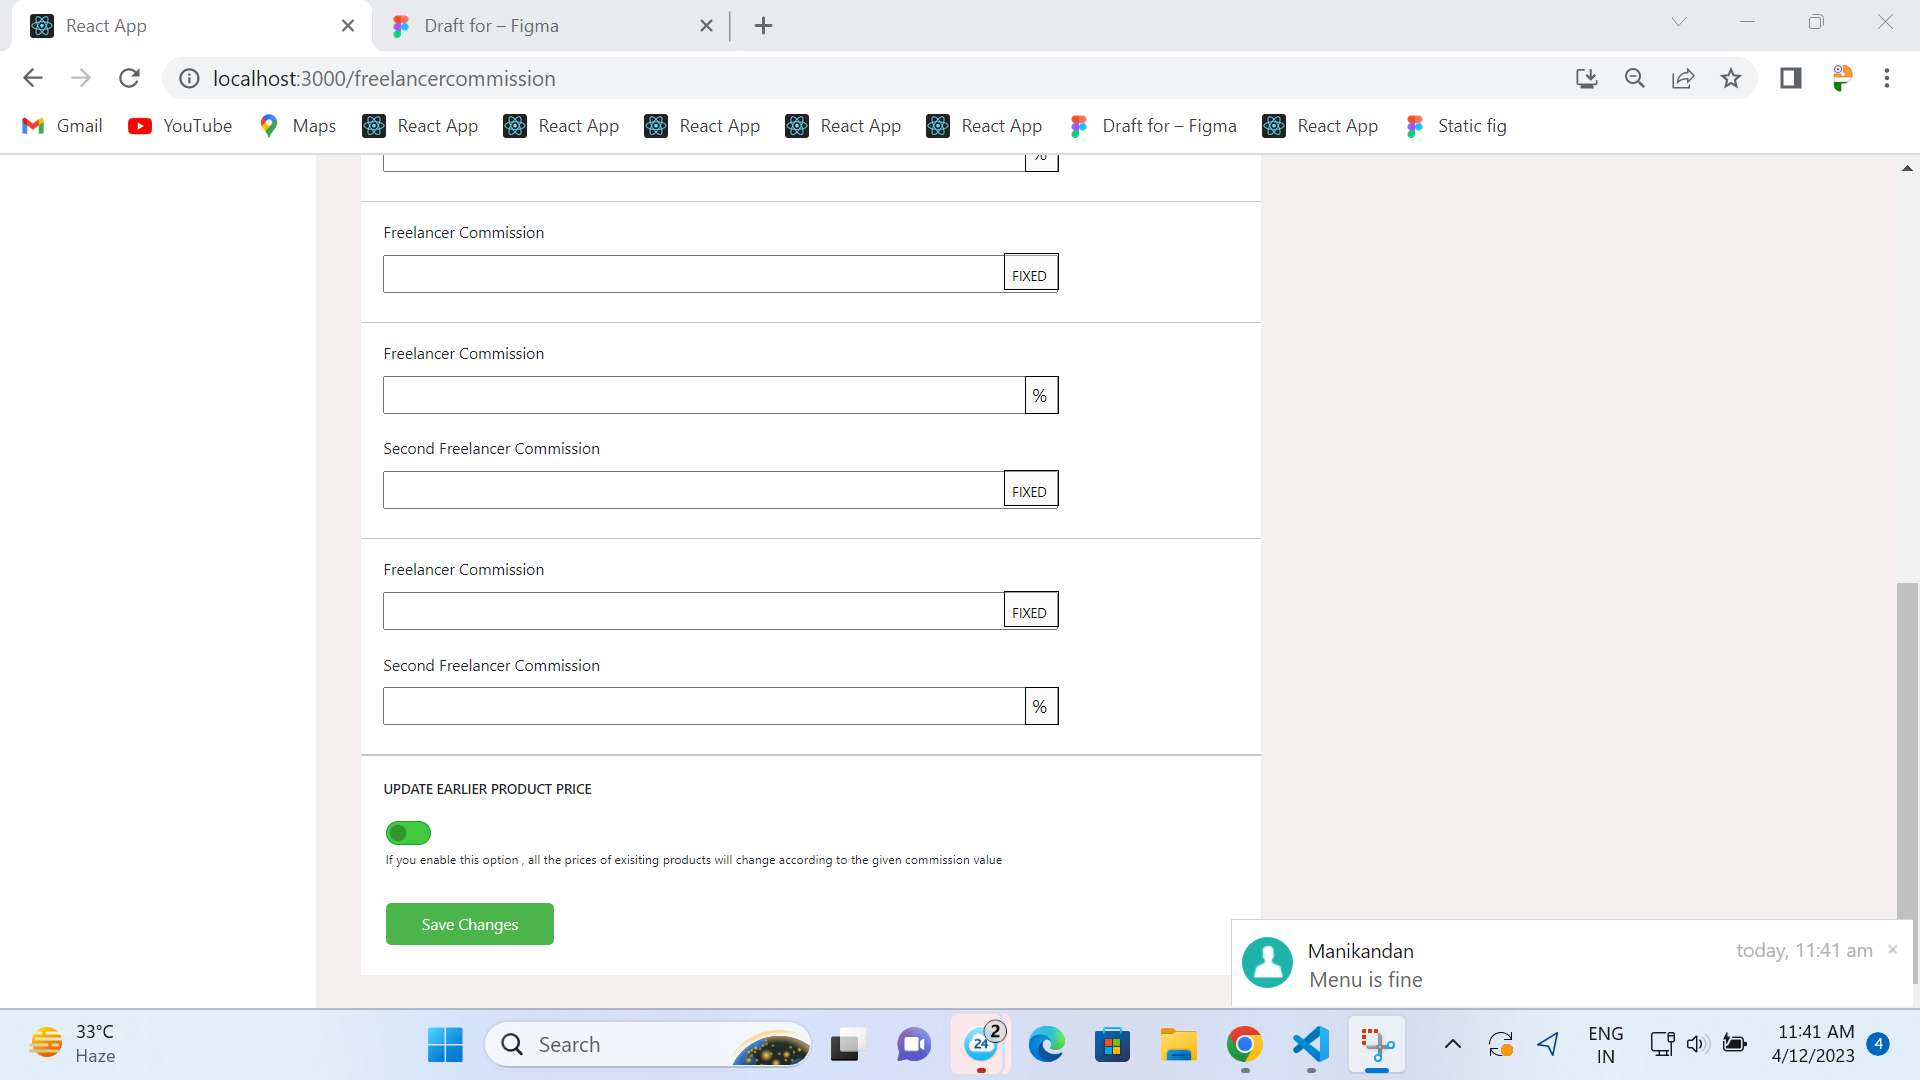 React App
Draft for – Figma
localhost:3000/freelancercommission
Gmail
YouTube
Maps
React App
React App
React App
React App
React App
Draft for – Figma
React App
Static fig
%
Freelancer Commission
FIXED
Freelancer Commission
%
Second Freelancer Commission
FIXED
Freelancer Commission
FIXED
Second Freelancer Commission
%
UPDATE EARLIER PRODUCT PRICE
If you enable this option , all the prices of exisiting products will change according to the given commission value
Save Changes
Manikandan
today, 11:41 am
Menu is fine
33°C
Haze
Search
24
2
ENG
IN
11:41 AM
4/12/2023
4